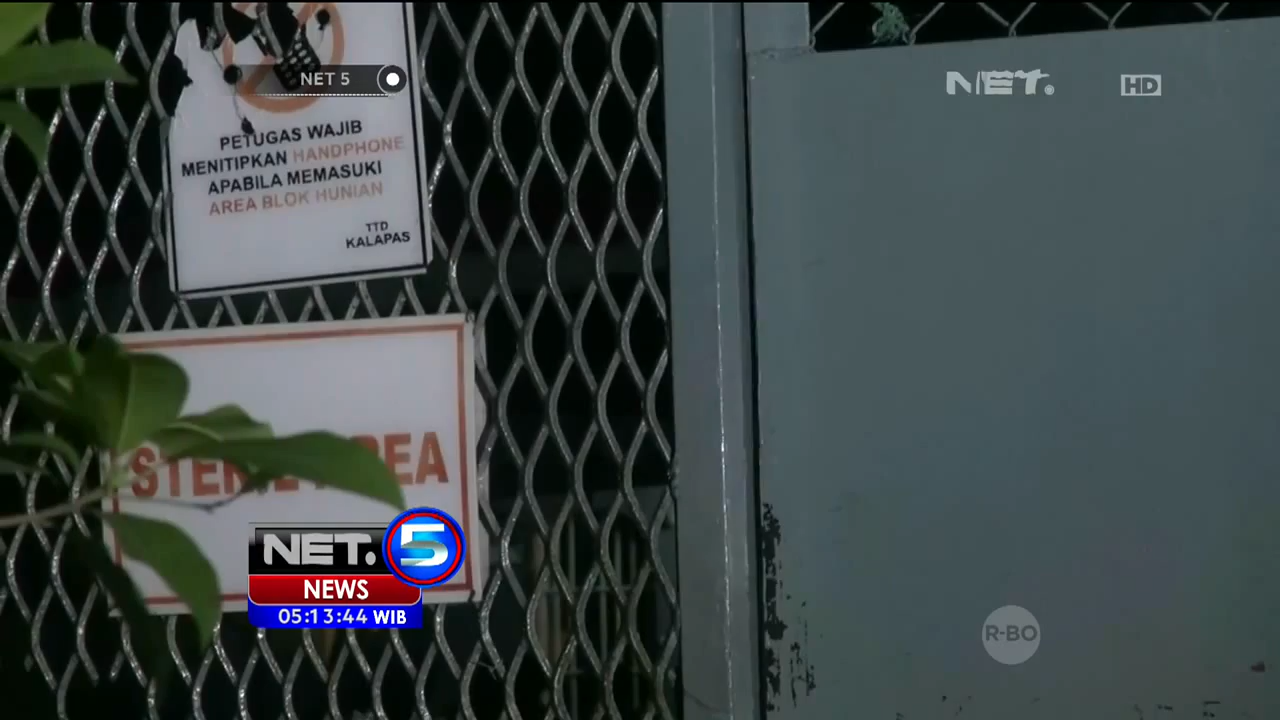 NET 5
NET.
HD
PETUGAS WAJIB
MENITIPKAN HANDPHONE
APABILA MEMASUKI
AREA BLOK HUNIAN
TTD
KALAPAS
NET. 5
NEWS
05:13:44 WIB
R-BO